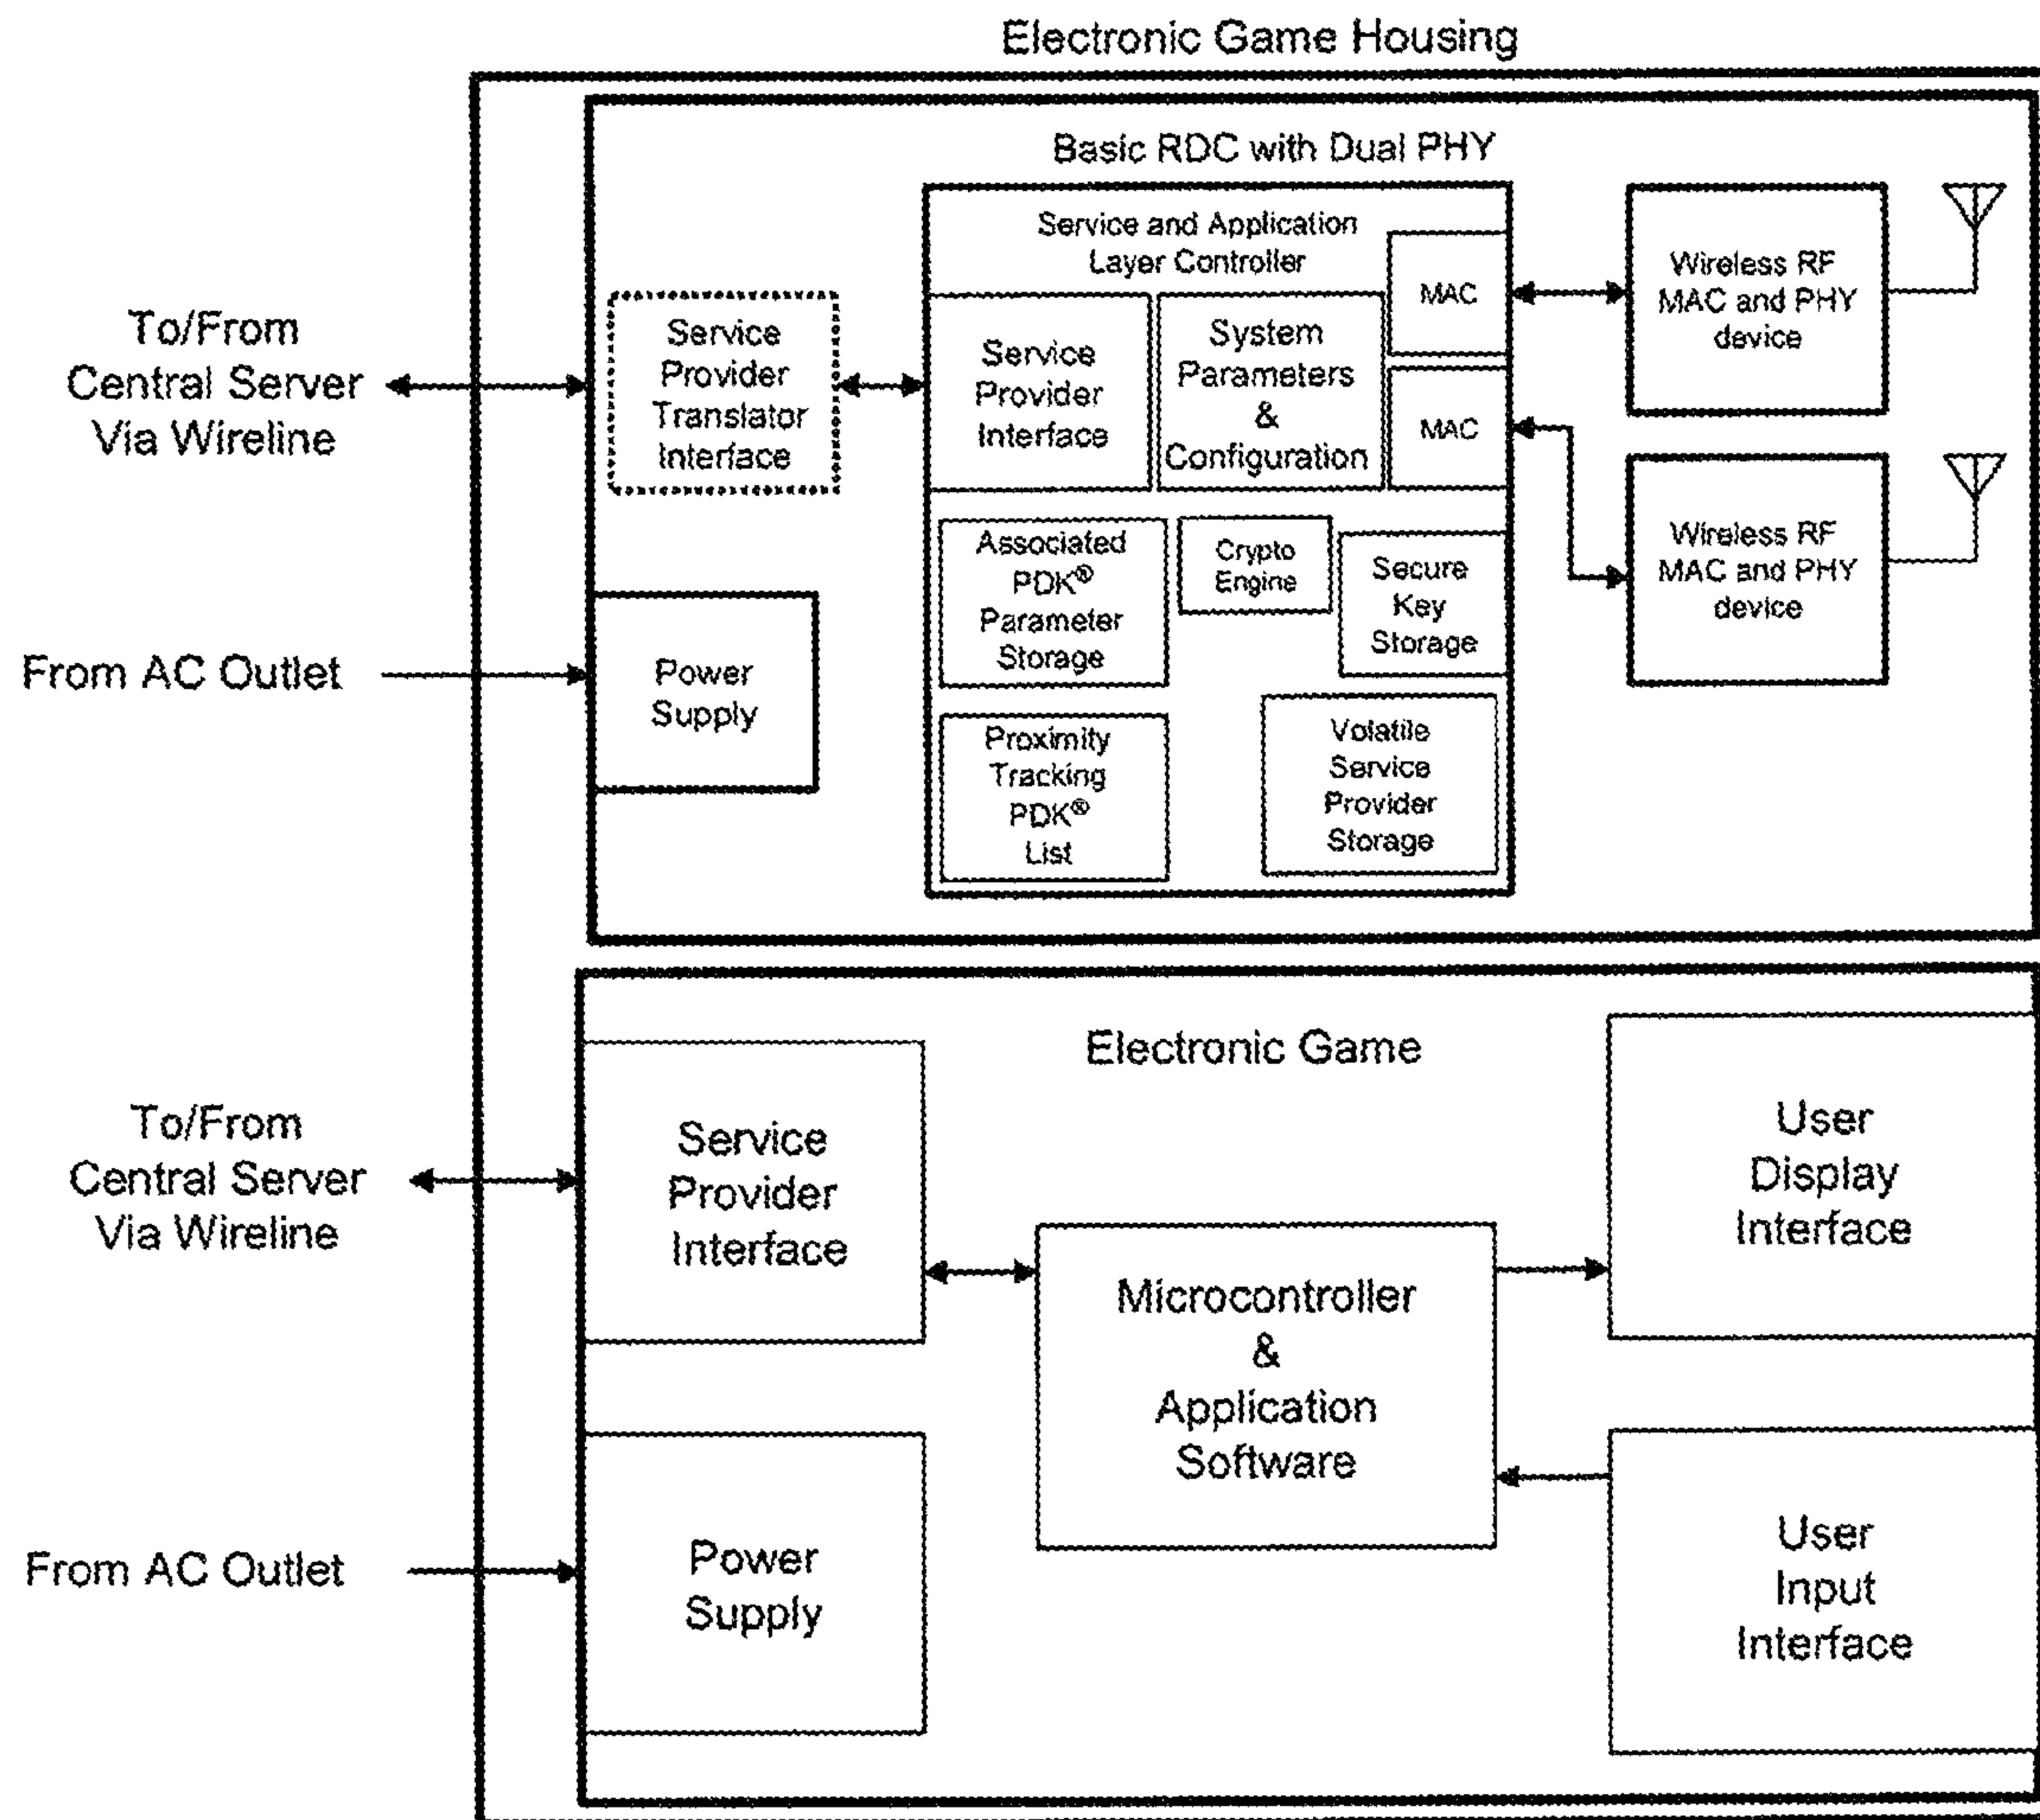 Electronic Game Housing
Basic RDC with Dual PHY
Service and Application
Layer Controller
MAC
MAC
Wireless RF
MAC and PHY
device
Wireless RF
MAC and PHY
device
To/From
Central Server
Via Wireline
Service
Provider
Translator
Interface
Service
Provider
Interface
System
Parameters
&
Configuration
Associated
PDK®
Parameter
Storage
Crypto
Engine
Secure
Key
Storage
From AC Outlet
Power
Supply
Proximity
Tracking
PDK®
List
Volatile
Service
Provider
Storage
Electronic Game
To/From
Central Server
Via Wireline
Service
Provider
Interface
Microcontroller
&
Application
Software
User
Display
Interface
From AC Outlet
Power
Supply
User
Input
Interface